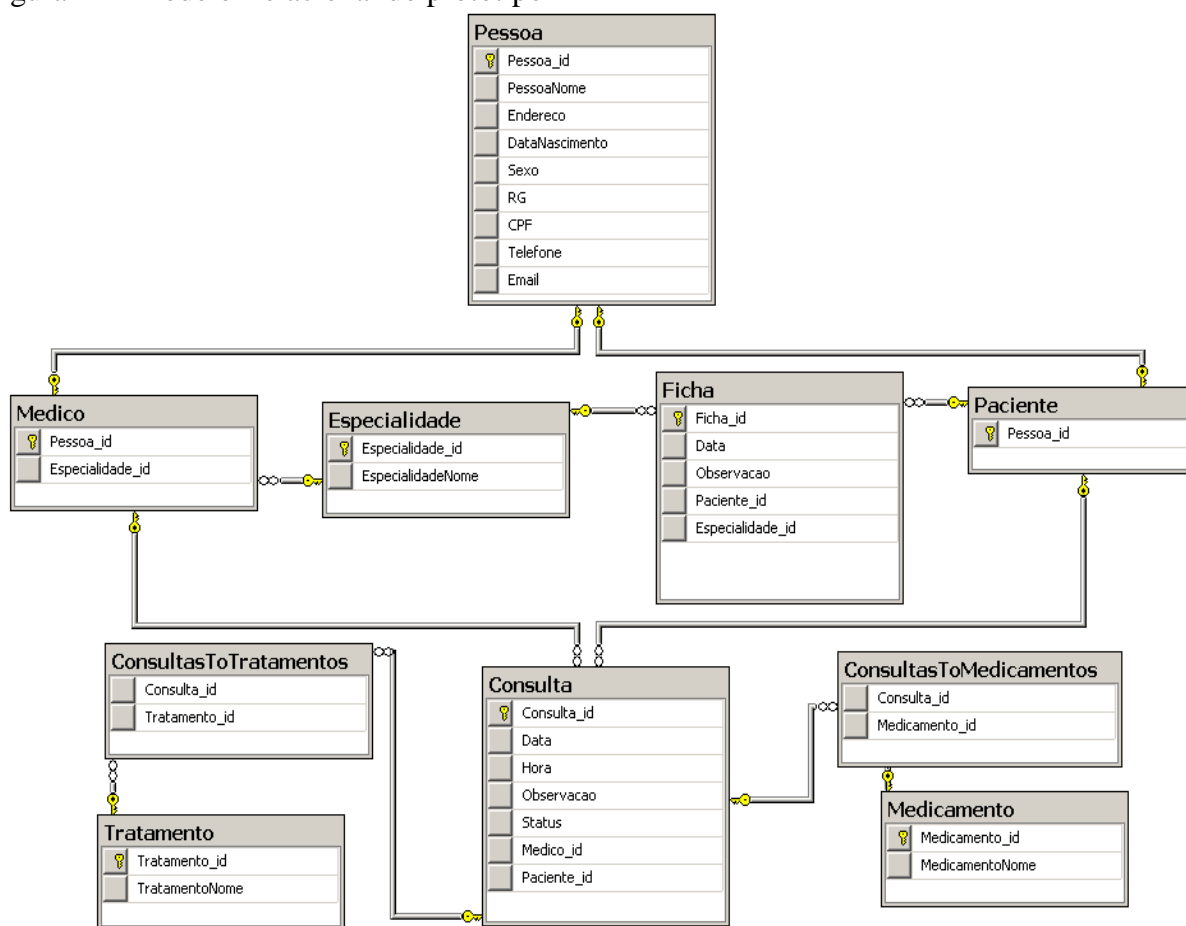 Pessoa
Pessoa_id
PessoaNome
Endereco
DataNascimento
Sexo
RG
CPF
Telefone
Email
Medico
Pessoa_id
Especialidade_id
Especialidade
Especialidade_id
EspecialidadeNome
Ficha
Ficha_id
Data
Observacao
Paciente_id
Especialidade_id
Paciente
Pessoa_id
ConsultasToTratamentos
Consulta_id
Tratamento_id
Consulta
Consulta_id
Data
Hora
Observacao
Status
Medico_id
Paciente_id
ConsultasToMedicamentos
Consulta_id
Medicamento_id
Tratamento
Tratamento_id
TratamentoNome
Medicamento
Medicamento_id
MedicamentoNome